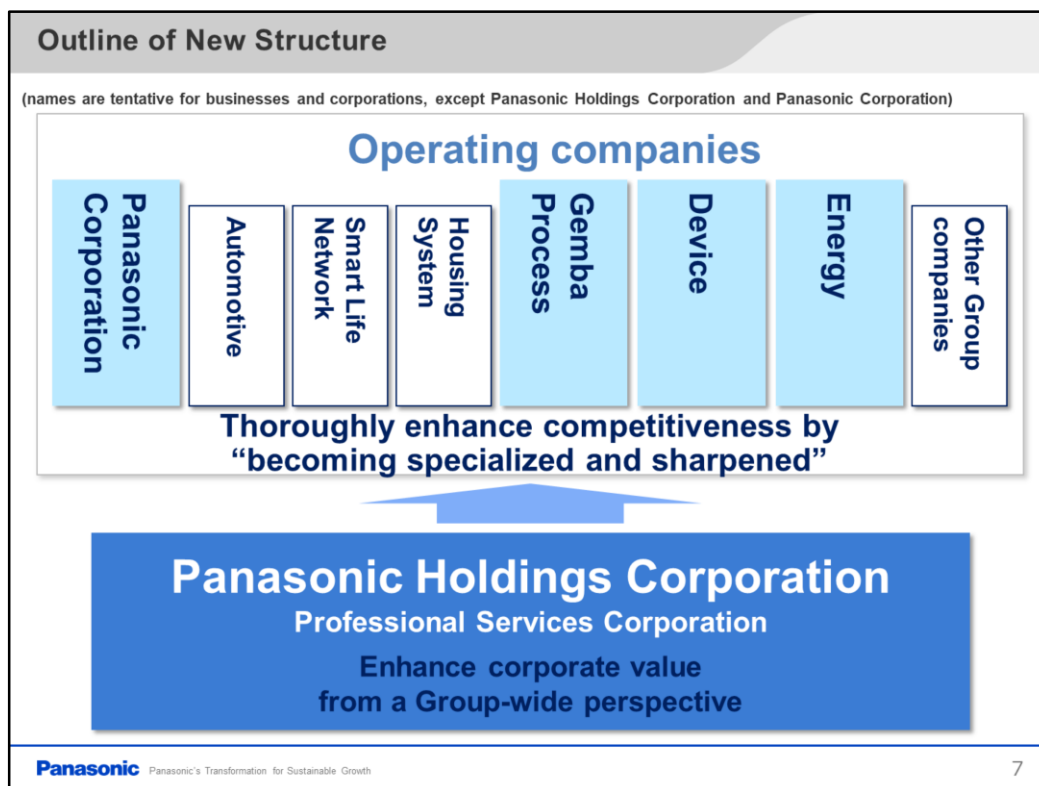 Outline of New Structure
(names are tentative for businesses and corporations, except Panasonic Holdings Corporation and Panasonic Corporation)
Operating companies
Panasonic
Corporation
Automotive
Smart Life
Network
Housing
System
Gemba
Process
Device
Energy
Other Group
companies
Thoroughly enhance competitiveness by
“becoming specialized and sharpened”
Panasonic Holdings Corporation
Professional Services Corporation
Enhance corporate value
from a Group-wide perspective
Panasonic Panasonic's Transformation for Sustainable Growth
7